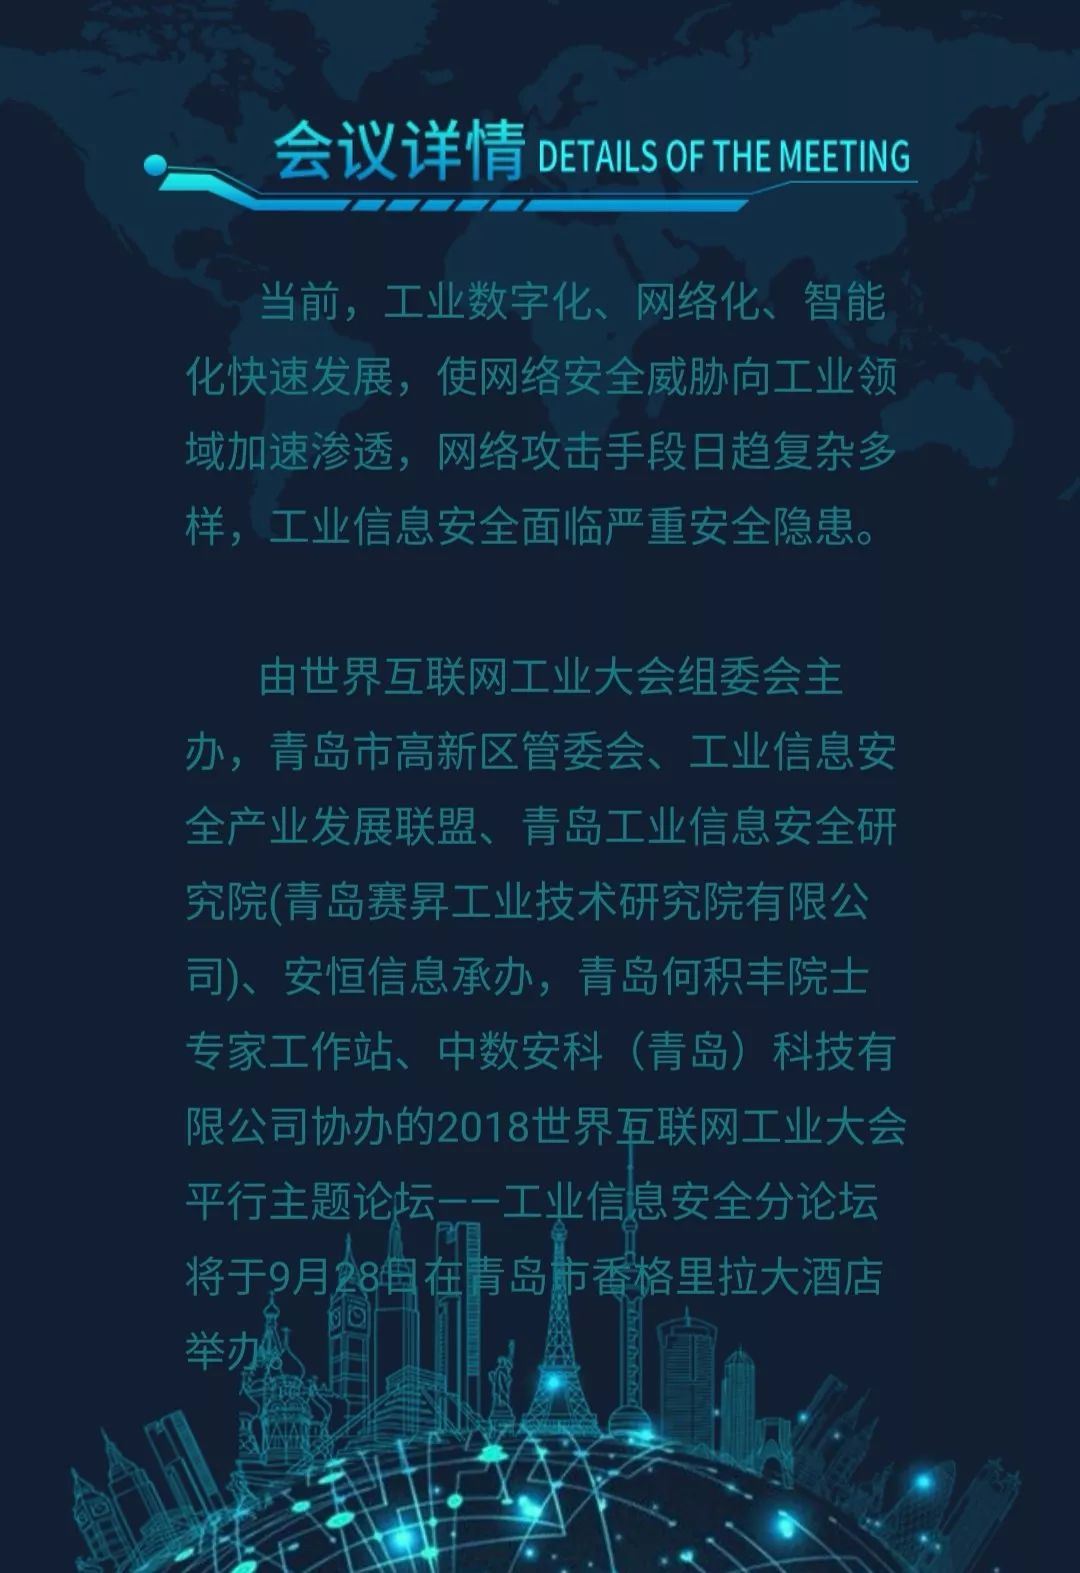 会议详情 DETAILS OF THE MEETING
当前，工业数字化、网络化、智能
化快速发展，使网络安全威胁向工业领
域加速渗透，网络攻击手段日趋复杂多
样，工业信息安全面临严重安全隐患。
由世界互联网工业大会组委会主
办，青岛市高新区管委会、工业信息安
全产业发展联盟、青岛工业信息安全研
究院(青岛赛昇工业技术研究院有限公
司)、安恒信息承办，青岛何积丰院士
专家工作站、中数安科（青岛）科技有
限公司协办的2018世界互联网工业大会
平行主题论坛——工业信息安全分论坛
将于9月28日在青岛市香格里拉大酒店
举办。